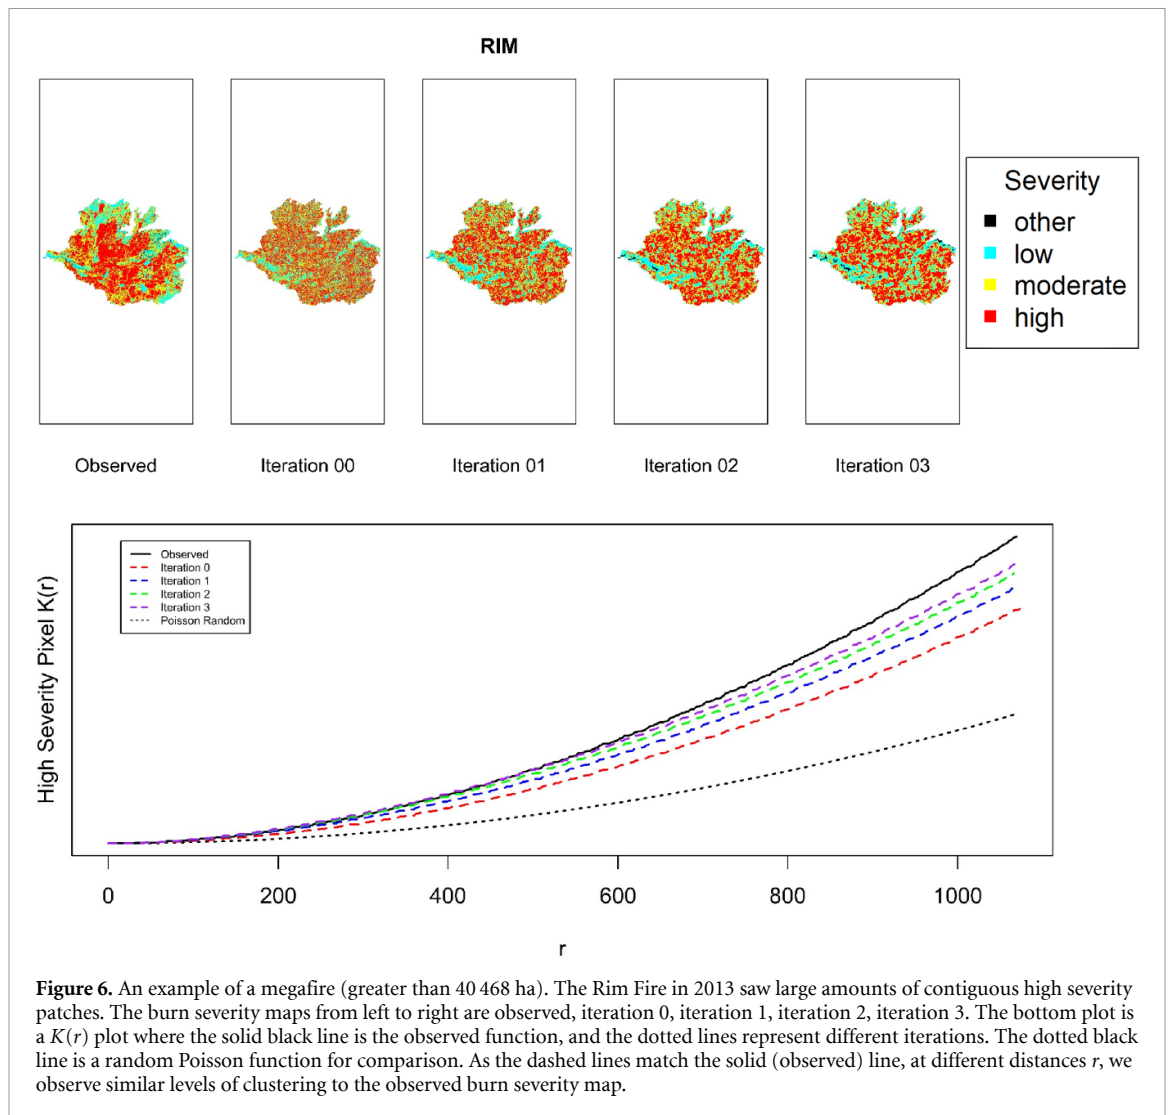 RIM
Severity
other
low
moderate
high
Observed
Iteration 00
Iteration 01
Iteration 02
Iteration 03
High Severity Pixel K(r)
Observed
Iteration 0
Iteration 1
Iteration 2
Iteration 3
Poisson Random
0 200 400 600 800 1000
r
Figure 6. An example of a megafire (greater than 40 468 ha). The Rim Fire in 2013 saw large amounts of contiguous high severity
patches. The burn severity maps from left to right are observed, iteration 0, iteration 1, iteration 2, iteration 3. The bottom plot is
a K(r) plot where the solid black line is the observed function, and the dotted lines represent different iterations. The dotted black
line is a random Poisson function for comparison. As the dashed lines match the solid (observed) line, at different distances r, we
observe similar levels of clustering to the observed burn severity map.